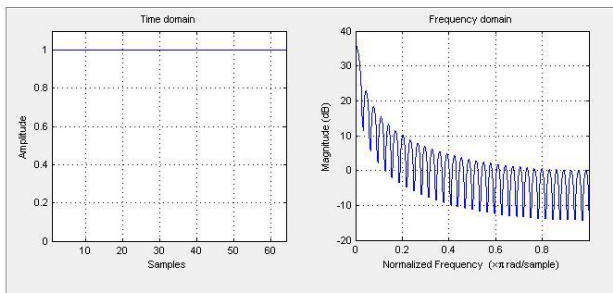 Time domain
Amplitude
1
0.8
0.6
0.4
0.2
0
10 20 30 40 50 60
Samples
Frequency domain
Magnitude (dB)
40
30
20
10
0
-10
-20
0 0.2 0.4 0.6 0.8
Normalized Frequency (×π rad/sample)